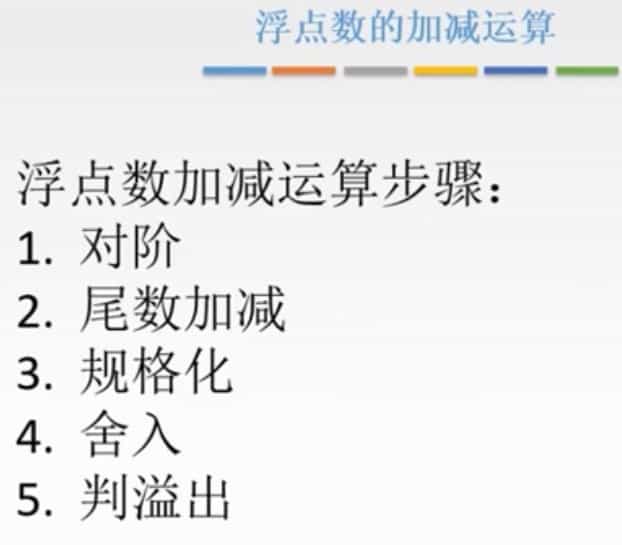 浮点数的加减运算
浮点数加减运算步骤：
1. 对阶
2. 尾数加减
3. 规格化
4. 舍入
5. 判溢出